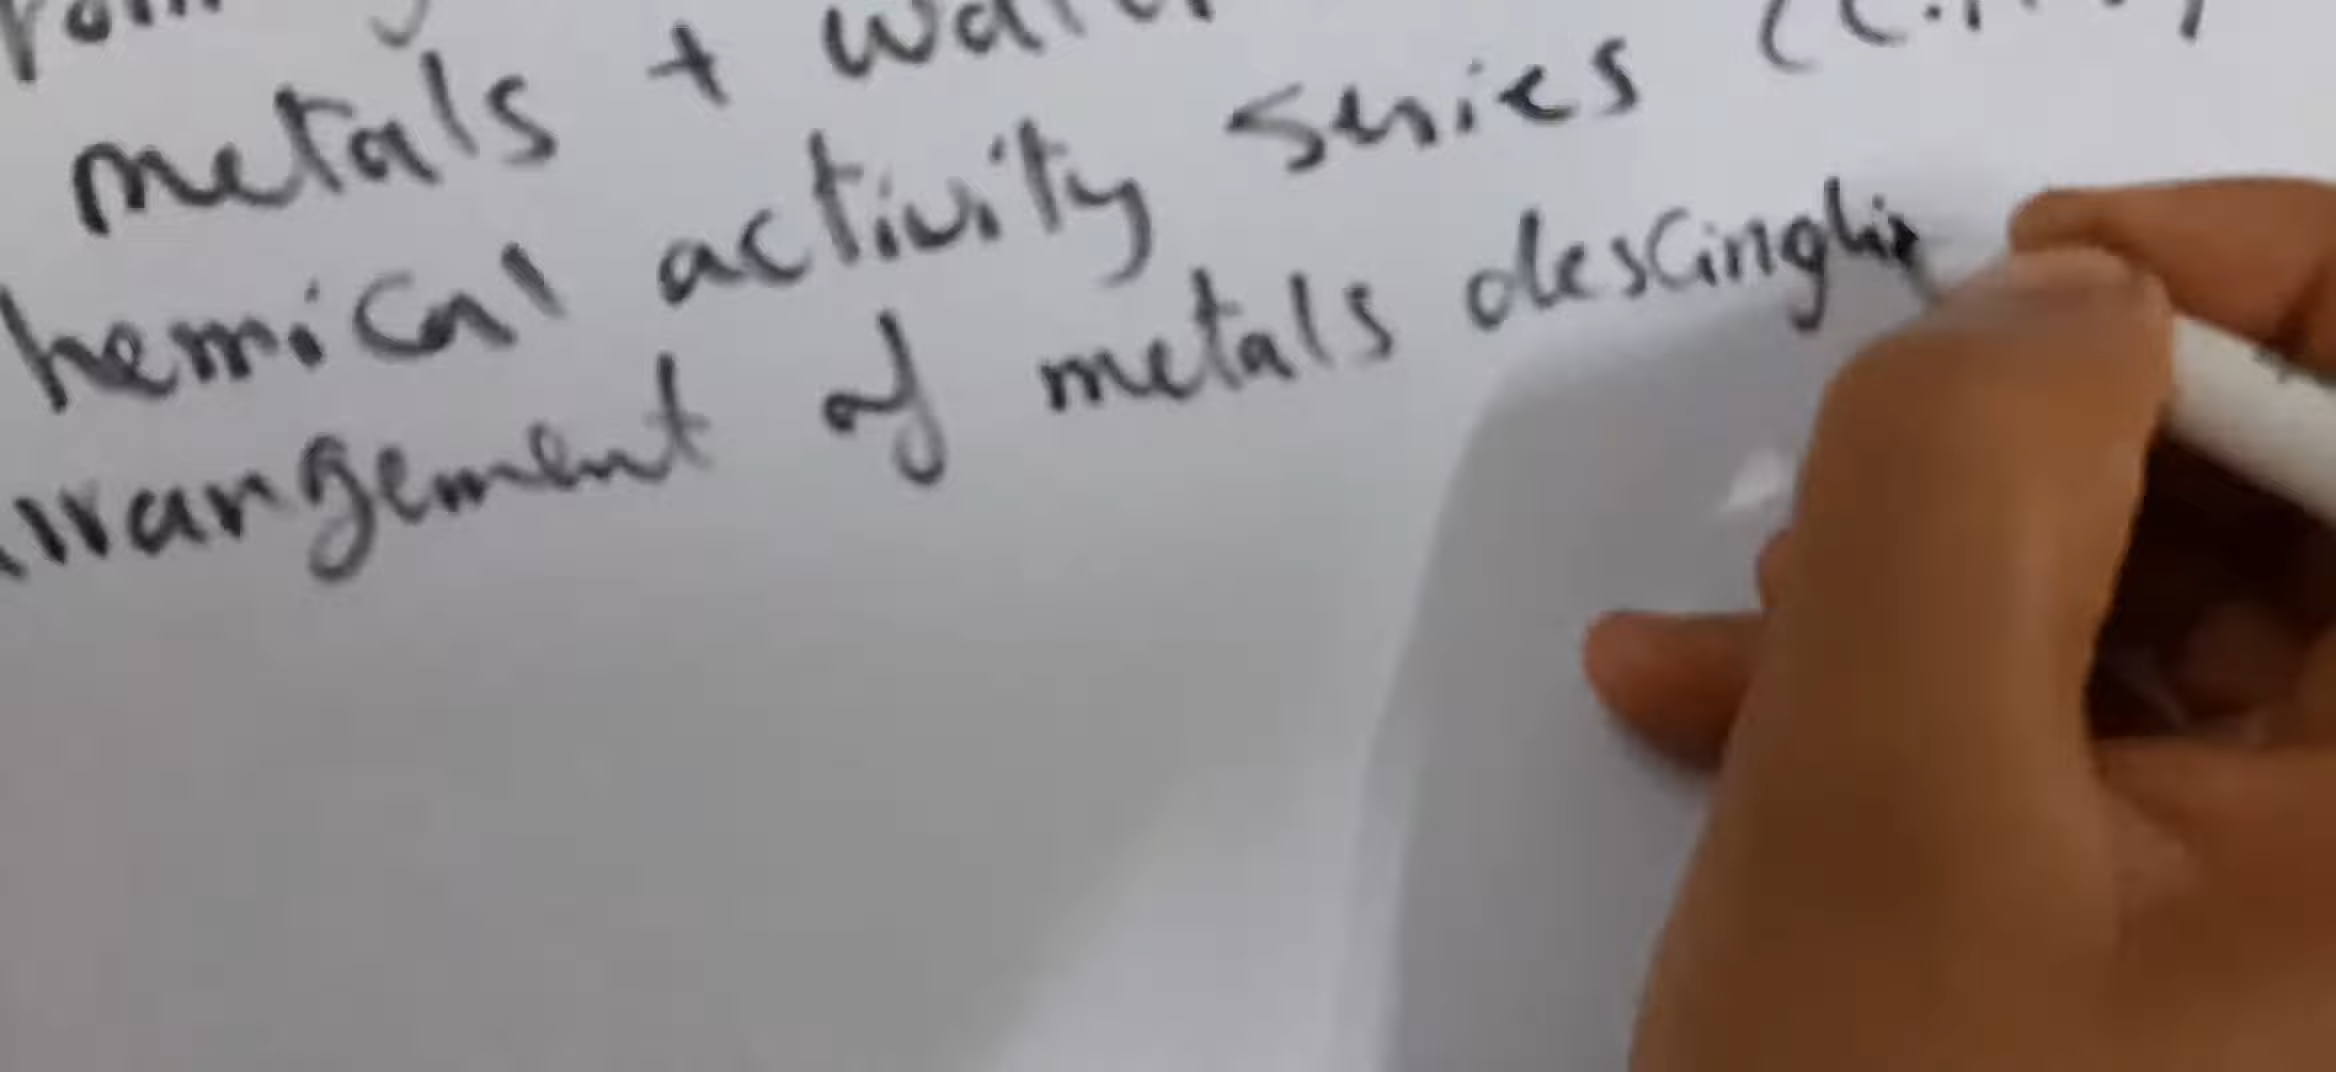 metals +
hemical activity series
rrangement of metals descingli